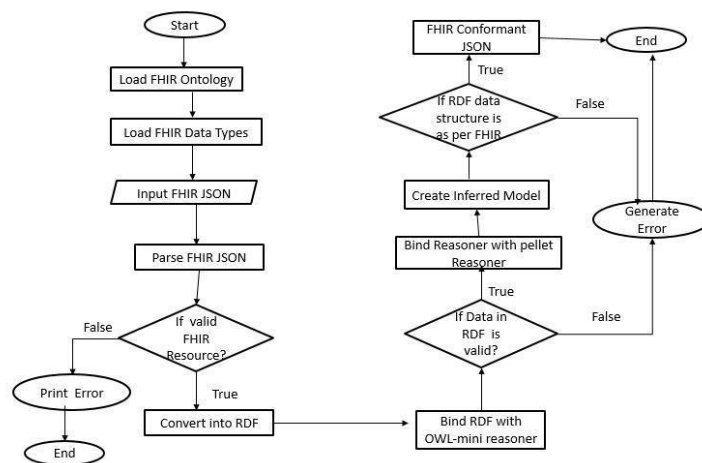 Start
Load FHIR Ontology
Load FHIR Data Types
Input FHIR JSON
Parse FHIR JSON
If valid
FHIR
Resource?
False
Print Error
End
True
Convert into RDF
Bind RDF with
OWL-mini reasoner
If Data in
RDF is
valid?
False
True
Bind Reasoner with pellet
Reasoner
Create Inferred Model
If RDF data
structure is
as per FHIR
False
Generate
Error
True
FHIR Conformant
JSON
End